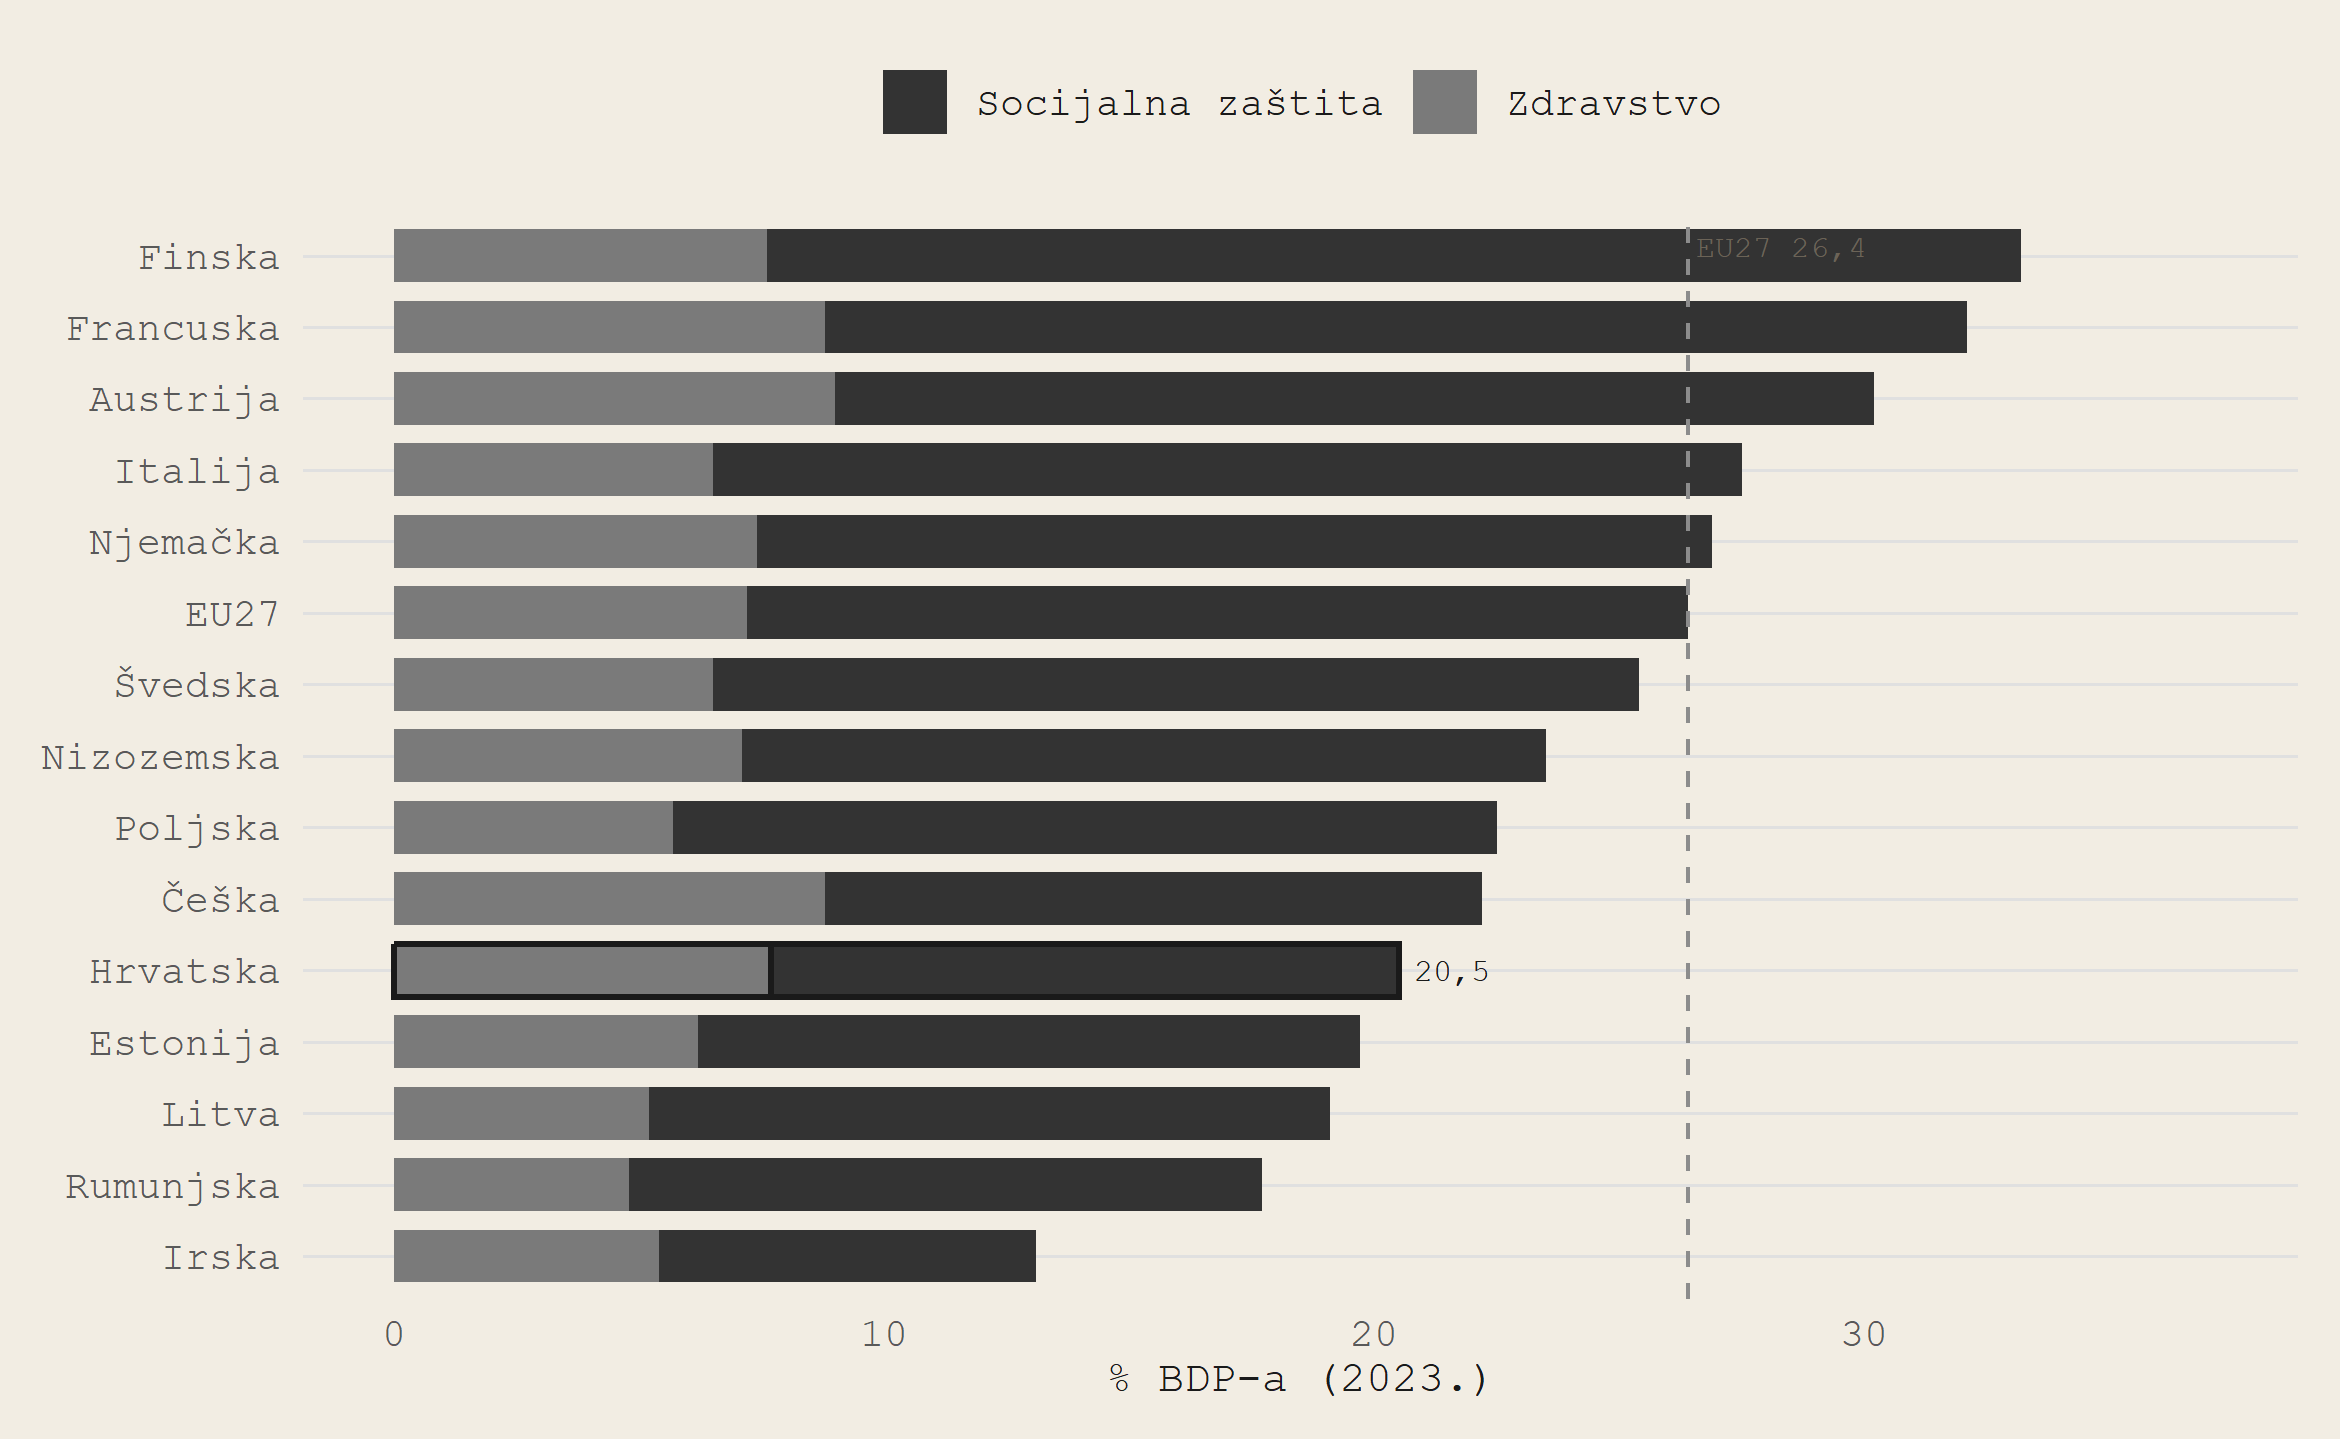 Socijalna zaštita Zdravstvo
Finska
EU27 26,4
Francuska
Austrija
Italija
Njemačka
EU27
Švedska
Nizozemska
Poljska
Češka
Hrvatska 20,5
Estonija
Litva
Rumunjska
Irska
0 10 20 30
% BDP-a (2023.)